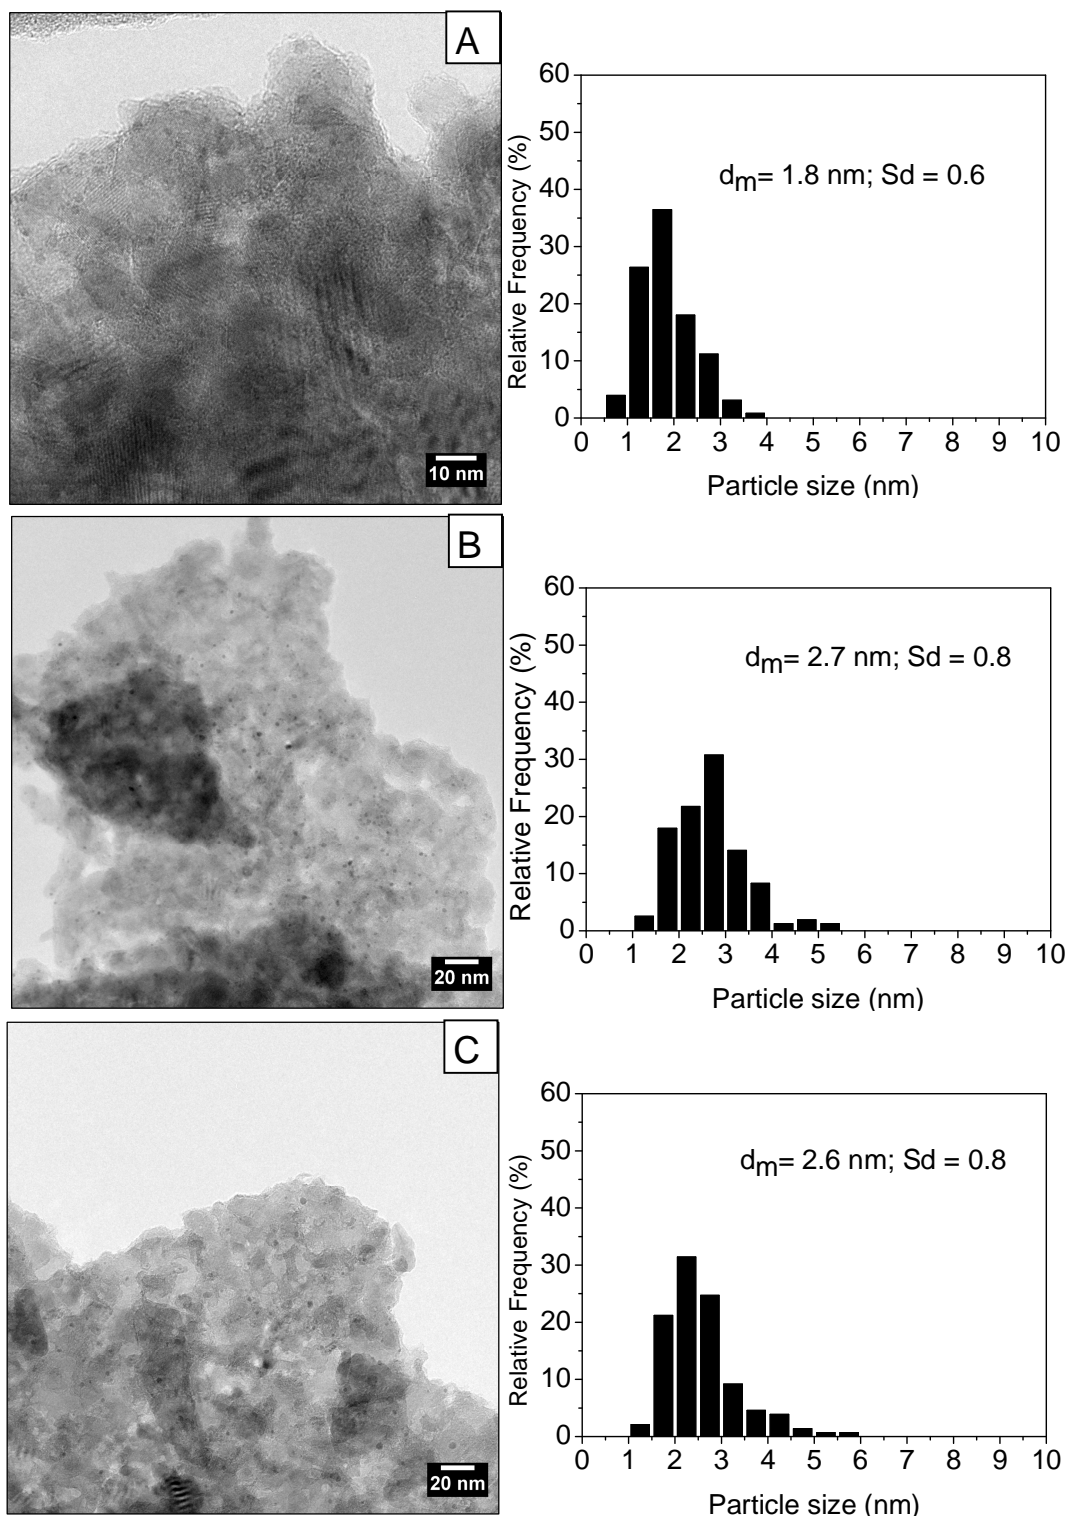 A
10 nm
60
50
40
30
20
10
0
Relative Frequency (%)
dm= 1.8 nm; Sd = 0.6
0 1 2 3 4 5 6 7 8 9 10
Particle size (nm)
B
20 nm
60
50
40
30
20
10
0
Relative Frequency (%)
dm= 2.7 nm; Sd = 0.8
0 1 2 3 4 5 6 7 8 9 10
Particle size (nm)
C
20 nm
60
50
40
30
20
10
0
Relative Frequency (%)
dm= 2.6 nm; Sd = 0.8
0 1 2 3 4 5 6 7 8 9 10
Particle size (nm)